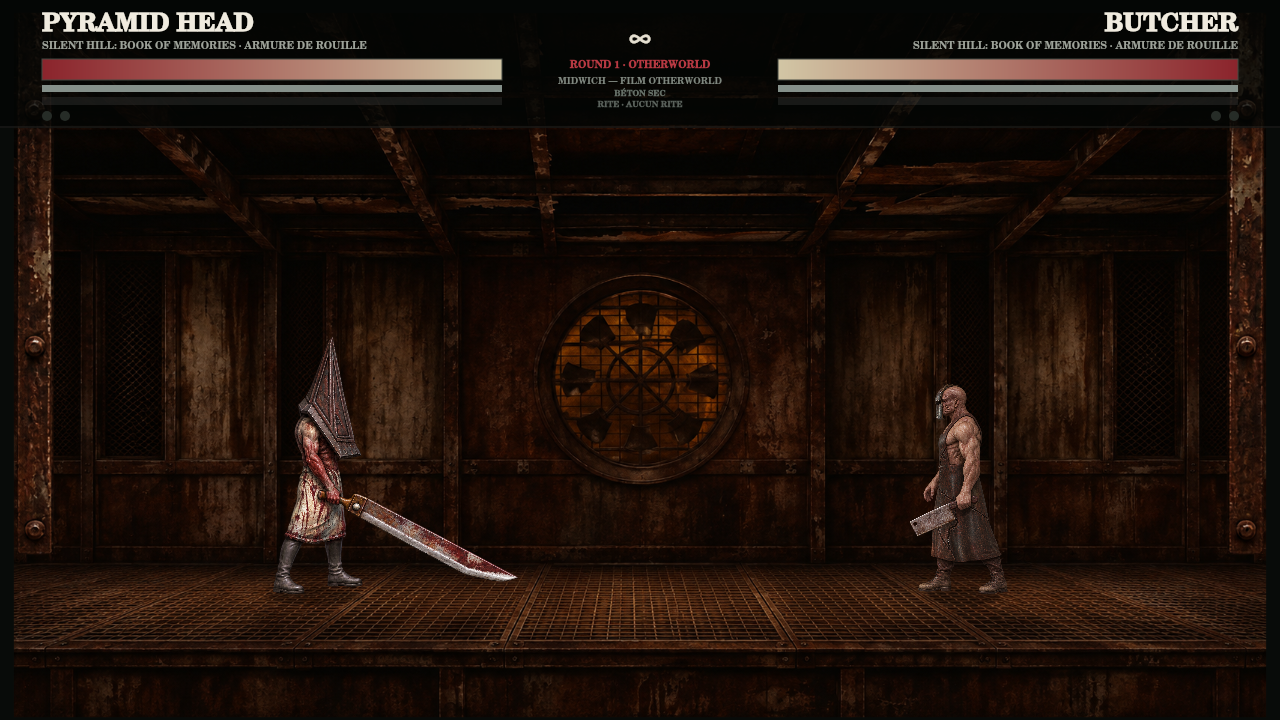 PYRAMID HEAD
SILENT HILL: BOOK OF MEMORIES · ARMURE DE ROUILLE
∞
ROUND 1 · OTHERWORLD
MIDWICH — FILM OTHERWORLD
BÉTON SEC
RITE · AUCUN RITE
BUTCHER
SILENT HILL: BOOK OF MEMORIES · ARMURE DE ROUILLE